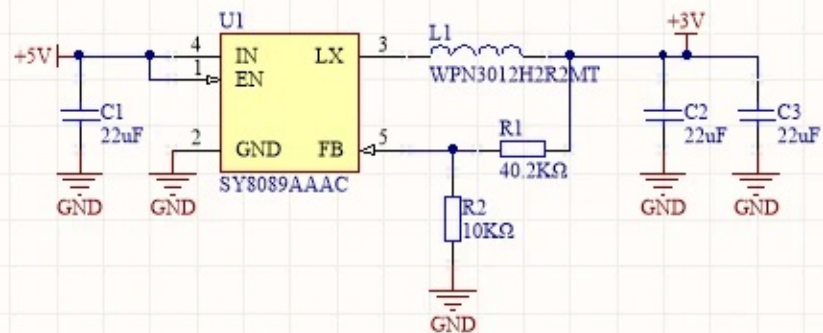 U1
+3V
+5V
4
IN
LX
3
L1
1
EN
WPN3012H2R2MT
C1
22uF
C2
22uF
C3
22uF
2
GND
FB
5
R1
40.2KΩ
SY8089AAAC
GND
GND
GND
GND
R2
10KΩ
GND